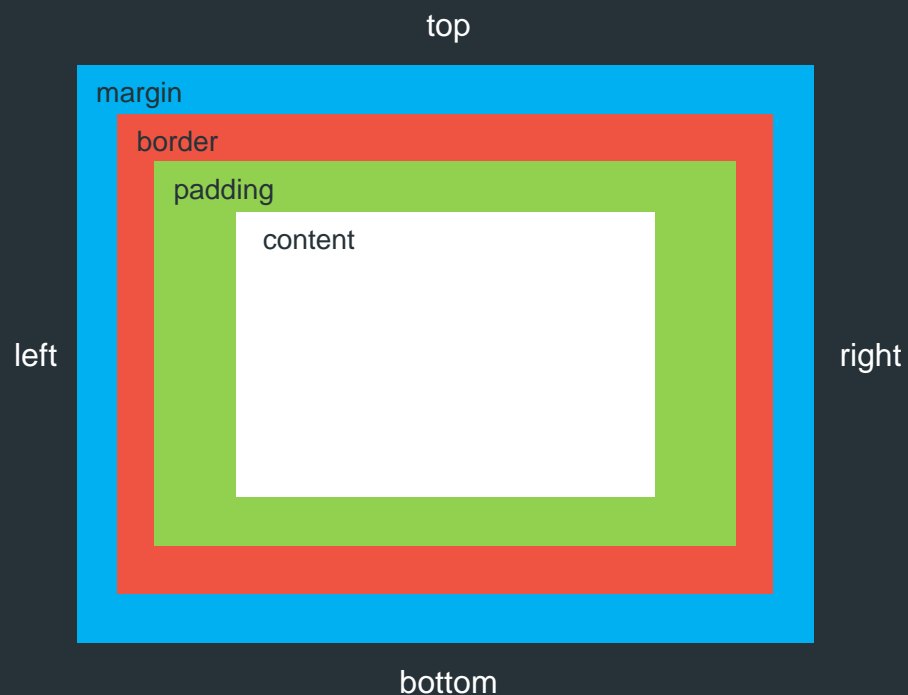 top
margin
border
padding
content
left
right
bottom